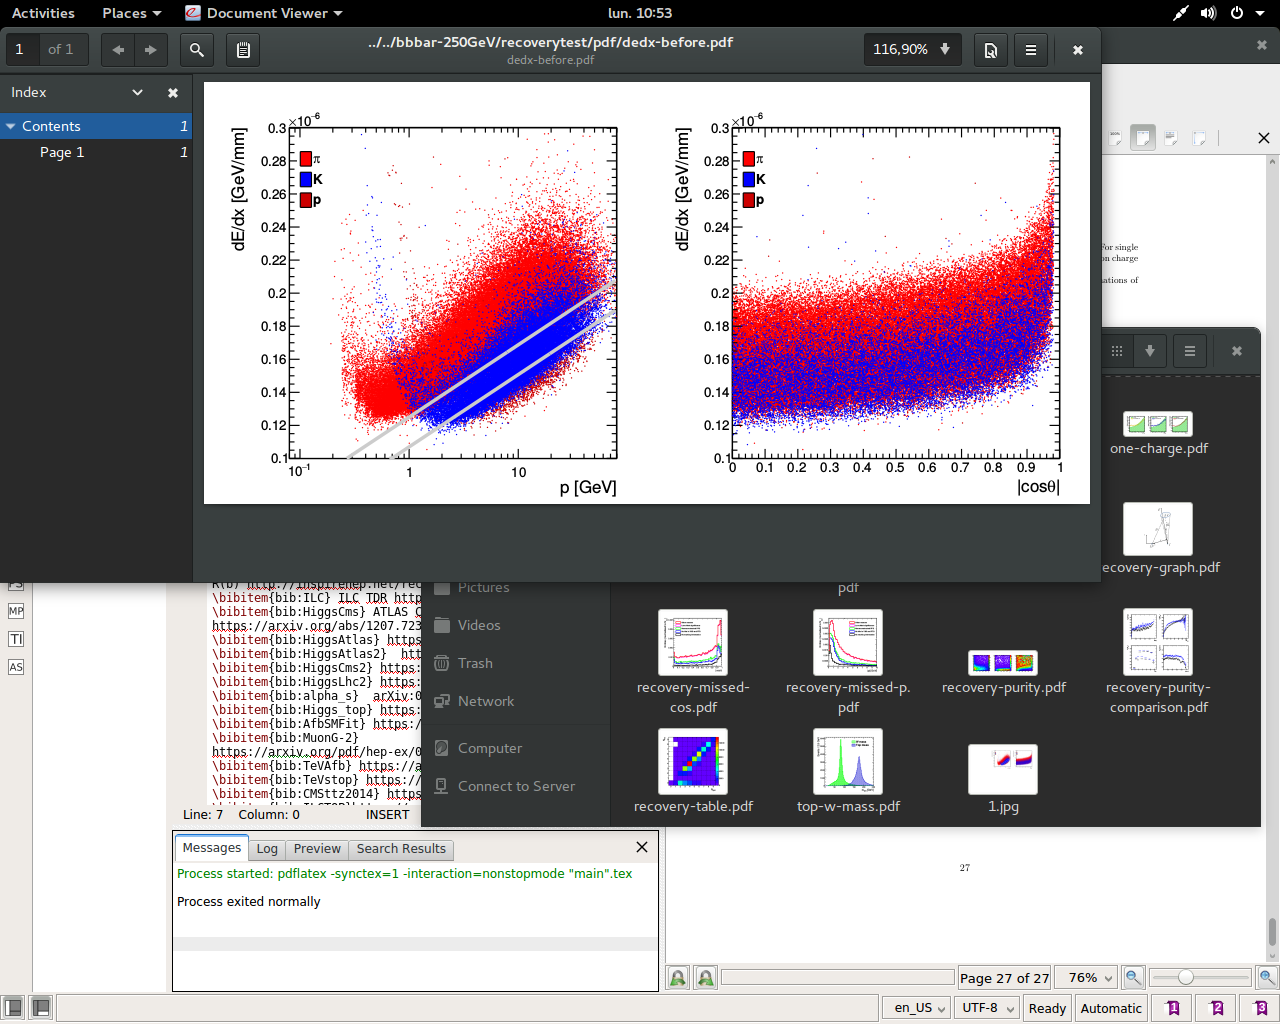 Activities Places Document Viewer lun. 10:53
1 of 1
../../bbbar-250GeV/recoverytest/pdf/dedx-before.pdf
dedx-before.pdf
116,90%
Index
Contents 1
Page 1 1
×10⁻⁶
dE/dx [GeV/mm]
0.3
0.28
0.26
0.24
0.22
0.2
0.18
0.16
0.14
0.12
0.1
π
K
p
10⁻¹ 1 10
p [GeV]
×10⁻⁶
dE/dx [GeV/mm]
0.3
0.28
0.26
0.24
0.22
0.2
0.18
0.16
0.14
0.12
0.1
π
K
p
0 0.1 0.2 0.3 0.4 0.5 0.6 0.7 0.8 0.9 1
|cosθ|
For single
on charge
nations of
one-charge.pdf
ecovery-graph.pdf
Pictures
Videos
Trash
Network
Computer
Connect to Server
pdf
recovery-missed-
cos.pdf
recovery-missed-p.
pdf
recovery-purity.pdf
recovery-purity-
comparison.pdf
recovery-table.pdf
top-w-mass.pdf
1.jpg
PS
MP
TI
AS
R(b) http://inspirehep.net/rec
\bibitem{bib:ILC} ILC TDR http
\bibitem{bib:HiggsCms} ATLAS
https://arxiv.org/abs/1207.723
\bibitem{bib:HiggsAtlas} https
\bibitem{bib:HiggsAtlas2} htt
\bibitem{bib:HiggsCms2} https:
\bibitem{bib:HiggsLhc2} https:
\bibitem{bib:alpha_s} arXiv:0
\bibitem{bib:Higgs_top} https:
\bibitem{bib:AfbSMFit} https:/
\bibitem{bib:MuonG-2}
https://arxiv.org/pdf/hep-ex/0
\bibitem{bib:TeVAfb} https://a
\bibitem{bib:TeVstop} https://
\bibitem{bib:CMSttz2014} https
Line: 7 Column: 0 INSERT
Messages Log Preview Search Results
Process started: pdflatex -synctex=1 -interaction=nonstopmode "main".tex
Process exited normally
27
Page 27 of 27 76%
en_US UTF-8 Ready Automatic 1 2 3